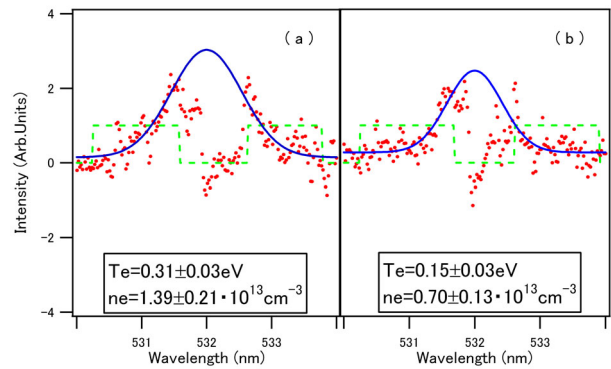 4
2
0
-2
-4
Intensity (Arb.Units)
(a)
Te=0.31±0.03eV
ne=1.39±0.21・10¹³cm⁻³
531
532
533
Wavelength (nm)
(b)
Te=0.15±0.03eV
ne=0.70±0.13・10¹³cm⁻³
531
532
533
Wavelength (nm)